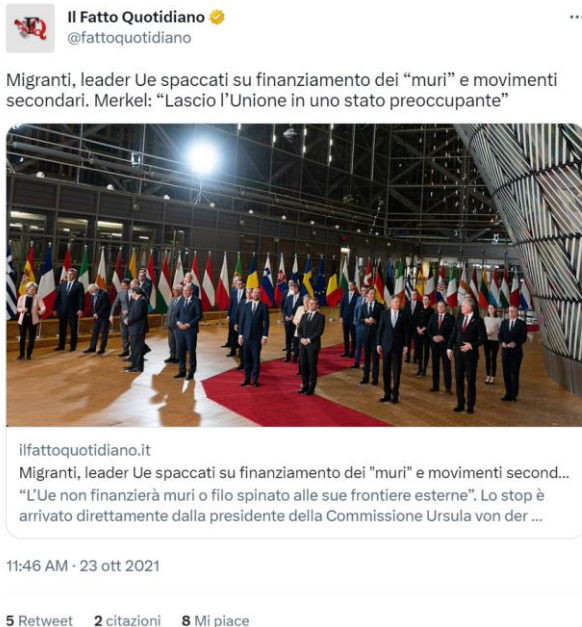 Il Fatto Quotidiano
@fattoquotidiano
Migranti, leader Ue spaccati su finanziamento dei “muri” e movimenti
secondari. Merkel: “Lascio l’Unione in uno stato preoccupante”
ilfattoquotidiano.it
Migranti, leader Ue spaccati su finanziamento dei "muri" e movimenti second...
“L’Ue non finanzierà muri o filo spinato alle sue frontiere esterne”. Lo stop è
arrivato direttamente dalla presidente della Commissione Ursula von der ...
11:46 AM · 23 ott 2021
5 Retweet 2 citazioni 8 Mi piace